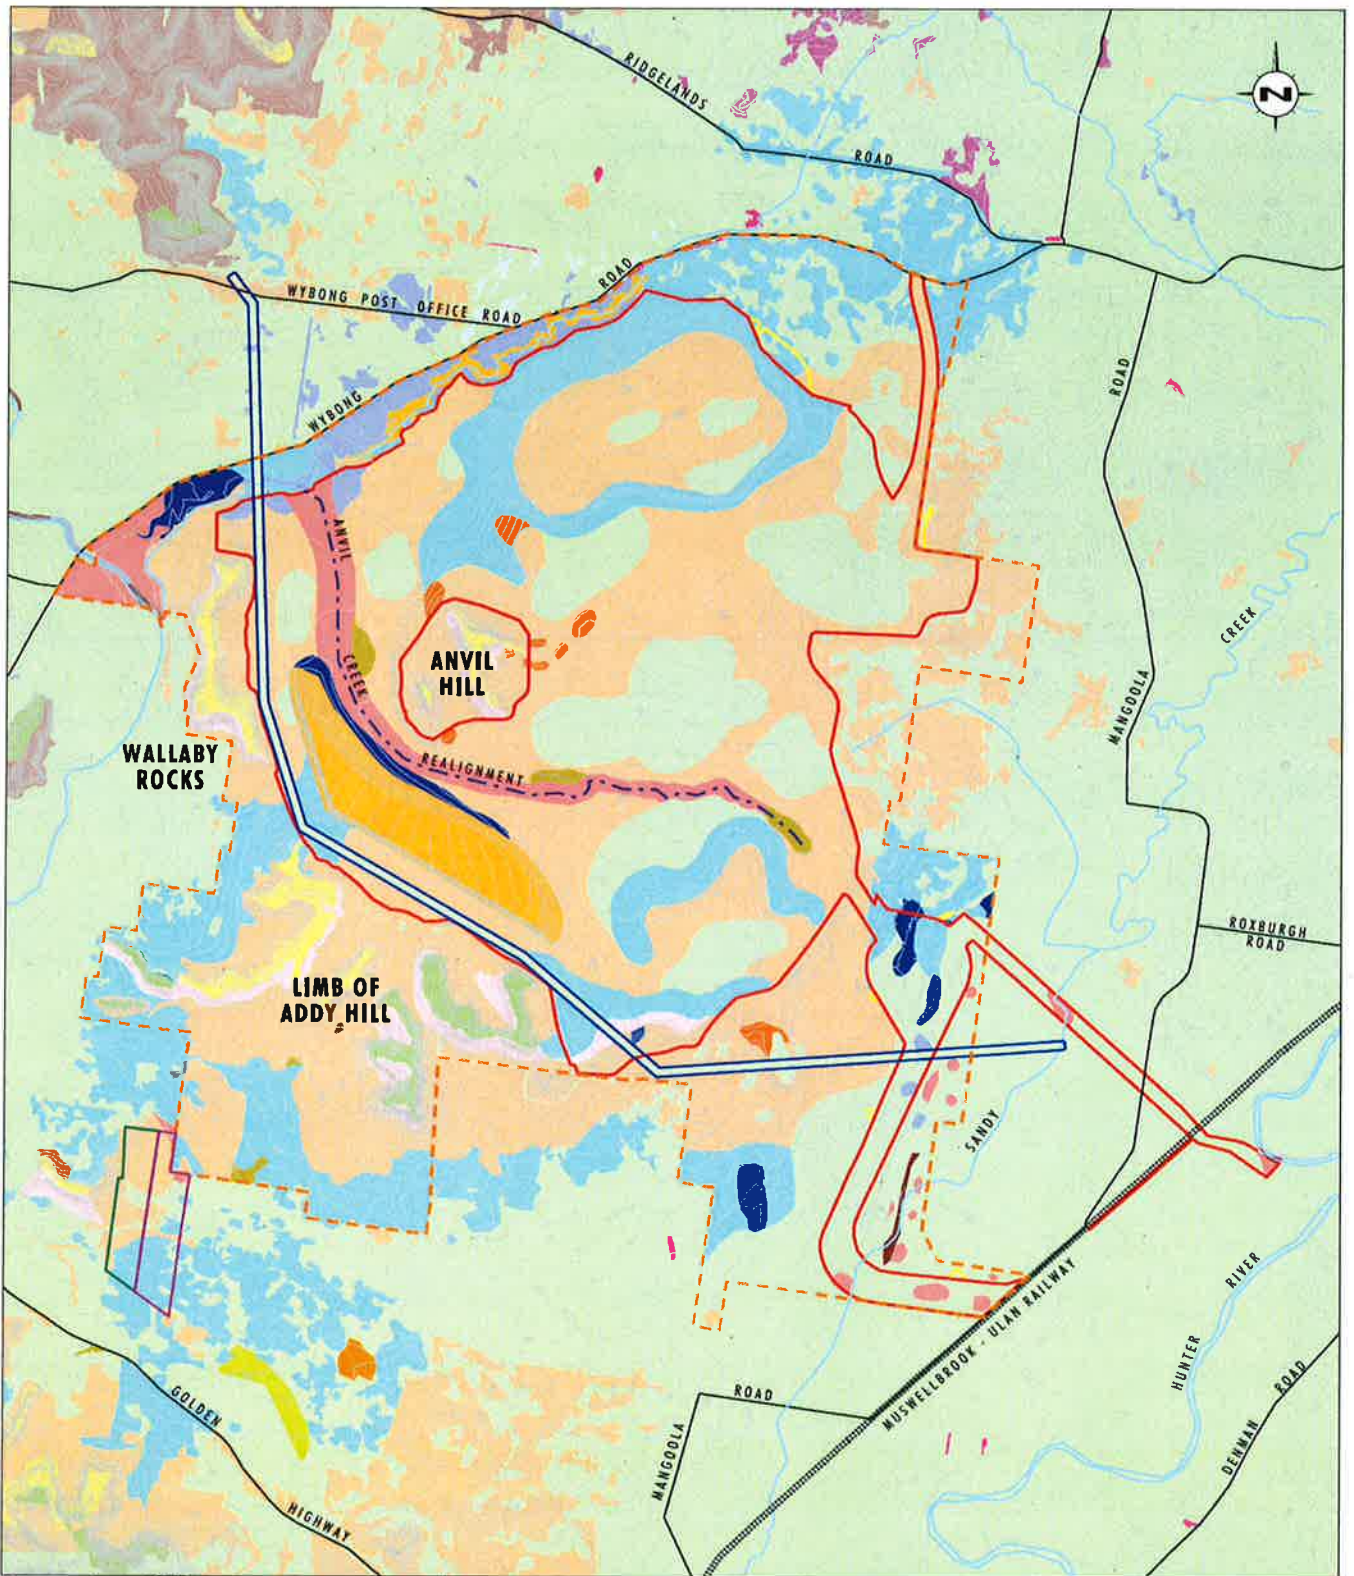 RIDGELANDS
ROAD
N
WYBONG POST OFFICE ROAD
ROAD
WYBONG
ROAD
ANVIL
CREEK
REALIGNMENT
ANVIL
HILL
CREEK
MANGOOLA
WALLABY
ROCKS
ROXBURGH
ROAD
LIMB OF
ADDY HILL
SANDY
RIVER
HUNTER
MUSWELLBROOK - ULAN RAILWAY
ROAD
DENMAN
ROAD
MANGOOLA
GOLDEN
HIGHWAY